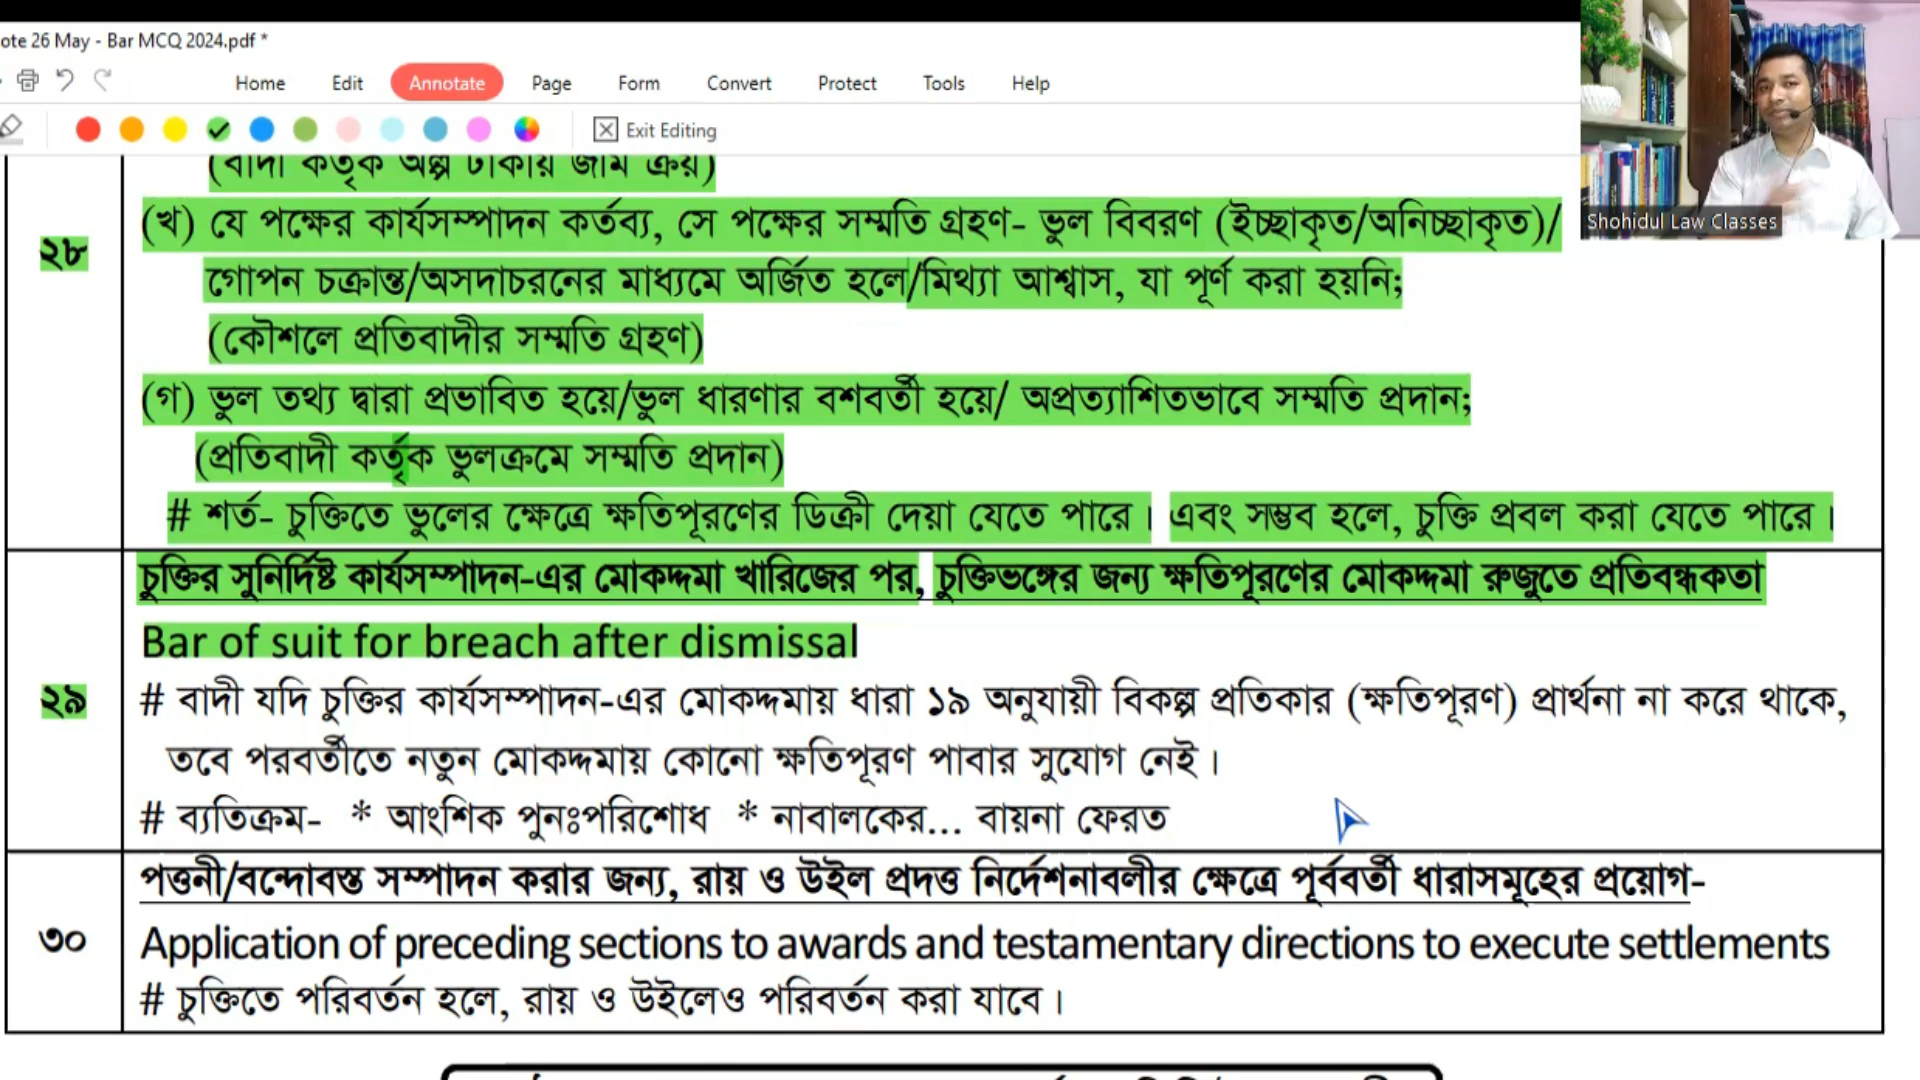 ote 26 May - Bar MCQ 2024.pdf *
Home Edit Annotate Page Form Convert Protect Tools Help
Exit Editing
Shohidul Law Classes
(বাদী কর্তৃক অল্প টাকায় জমি ক্রয়)
২৮
(খ) যে পক্ষের কার্যসম্পাদন কর্তব্য, সে পক্ষের সম্মতি গ্রহণ- ভুল বিবরণ (ইচ্ছাকৃত/অনিচ্ছাকৃত)/
গোপন চক্রান্ত/অসদাচরনের মাধ্যমে অর্জিত হলে/মিথ্যা আশ্বাস, যা পূর্ণ করা হয়নি;
(কৌশলে প্রতিবাদীর সম্মতি গ্রহণ)
(গ) ভুল তথ্য দ্বারা প্রভাবিত হয়ে/ভুল ধারণার বশবর্তী হয়ে/ অপ্রত্যাশিতভাবে সম্মতি প্রদান;
(প্রতিবাদী কর্তৃক ভুলক্রমে সম্মতি প্রদান)
# শর্ত- চুক্তিতে ভুলের ক্ষেত্রে ক্ষতিপূরণের ডিক্রী দেয়া যেতে পারে। এবং সম্ভব হলে, চুক্তি প্রবল করা যেতে পারে।
চুক্তির সুনির্দিষ্ট কার্যসম্পাদন-এর মোকদ্দমা খারিজের পর, চুক্তিভঙ্গের জন্য ক্ষতিপূরণের মোকদ্দমা রুজুতে প্রতিবন্ধকতা
Bar of suit for breach after dismissal
২৯
# বাদী যদি চুক্তির কার্যসম্পাদন-এর মোকদ্দমায় ধারা ১৯ অনুযায়ী বিকল্প প্রতিকার (ক্ষতিপূরণ) প্রার্থনা না করে থাকে,
তবে পরবর্তীতে নতুন মোকদ্দমায় কোনো ক্ষতিপূরণ পাবার সুযোগ নেই।
# ব্যতিক্রম- * আংশিক পুনঃপরিশোধ * নাবালকের... বায়না ফেরত
পত্তনী/বন্দোবস্ত সম্পাদন করার জন্য, রায় ও উইল প্রদত্ত নির্দেশনাবলীর ক্ষেত্রে পূর্ববর্তী ধারাসমূহের প্রয়োগ-
৩০
Application of preceding sections to awards and testamentary directions to execute settlements
# চুক্তিতে পরিবর্তন হলে, রায় ও উইলেও পরিবর্তন করা যাবে।